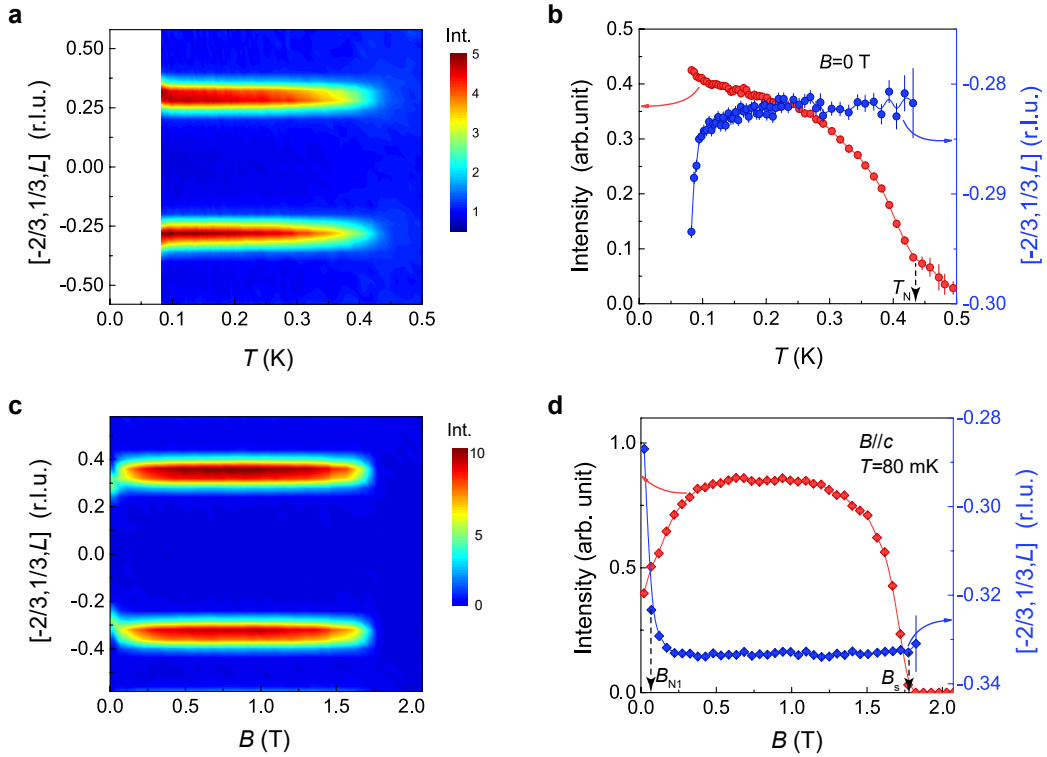 a
Int.
5
4
3
2
1
0.50
0.25
0.00
-0.25
-0.50
[-2/3,1/3,L] (r.l.u.)
0.0 0.1 0.2 0.3 0.4 0.5
T (K)
b
B=0 T
0.5
0.4
0.3
0.2
0.1
0.0
Intensity (arb.unit)
-0.28
-0.29
-0.30
[-2/3,1/3,L] (r.l.u.)
TN
0.1 0.2 0.3 0.4 0.5
T (K)
c
Int.
10
5
0
0.4
0.2
0.0
-0.2
-0.4
[-2/3,1/3,L] (r.l.u.)
0.0 0.5 1.0 1.5 2.0
B (T)
d
B//c
T=80 mK
1.0
0.5
0.0
Intensity (arb. unit)
-0.28
-0.30
-0.32
-0.34
[-2/3,1/3,L] (r.l.u.)
BN1
Bs
0.0 0.5 1.0 1.5 2.0
B (T)